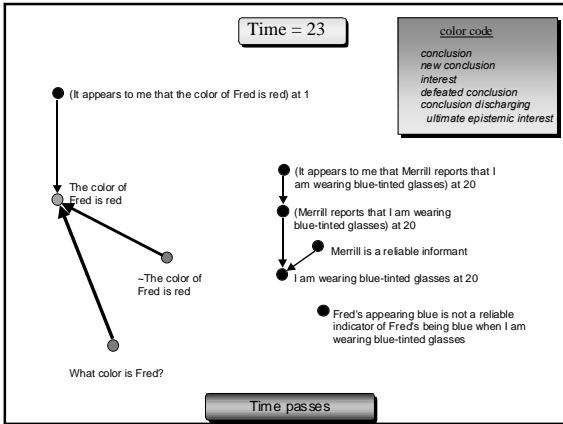 Time = 23
color code
conclusion
new conclusion
interest
defeated conclusion
conclusion discharging
ultimate epistemic interest
(It appears to me that the color of Fred is red) at 1
The color of
Fred is red
~The color of
Fred is red
What color is Fred?
(It appears to me that Merrill reports that I
am wearing blue-tinted glasses) at 20
(Merrill reports that I am wearing
blue-tinted glasses) at 20
Merrill is a reliable informant
I am wearing blue-tinted glasses at 20
Fred's appearing blue is not a reliable
indicator of Fred's being blue when I am
wearing blue-tinted glasses
Time passes